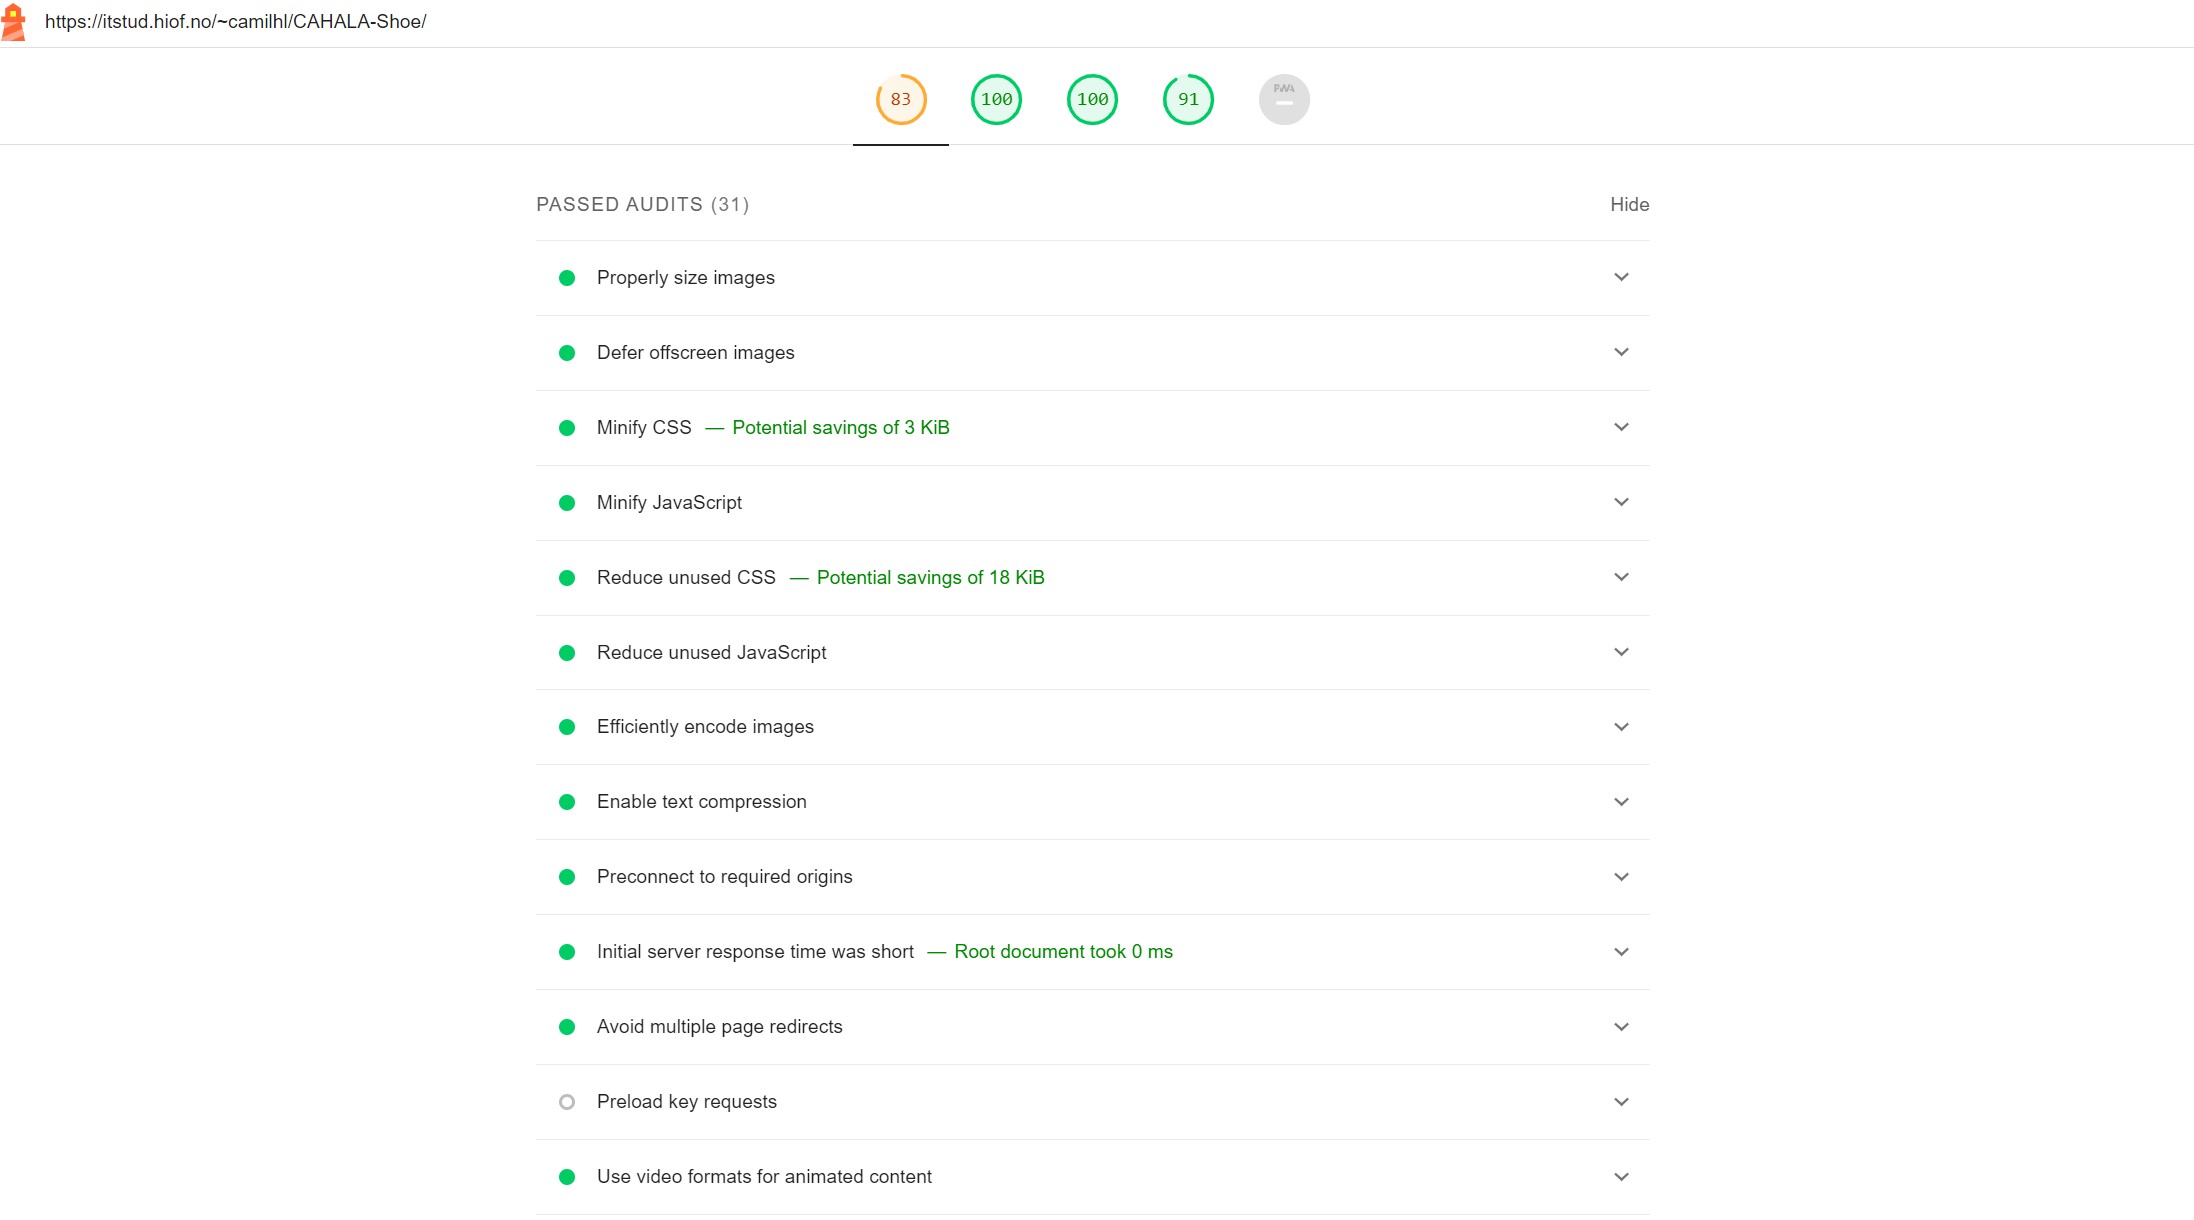 https://itstud.hiof.no/~camilhl/CAHALA-Shoe/
83 100 100 91 PWA
PASSED AUDITS (31) Hide
Properly size images
Defer offscreen images
Minify CSS — Potential savings of 3 KiB
Minify JavaScript
Reduce unused CSS — Potential savings of 18 KiB
Reduce unused JavaScript
Efficiently encode images
Enable text compression
Preconnect to required origins
Initial server response time was short — Root document took 0 ms
Avoid multiple page redirects
Preload key requests
Use video formats for animated content